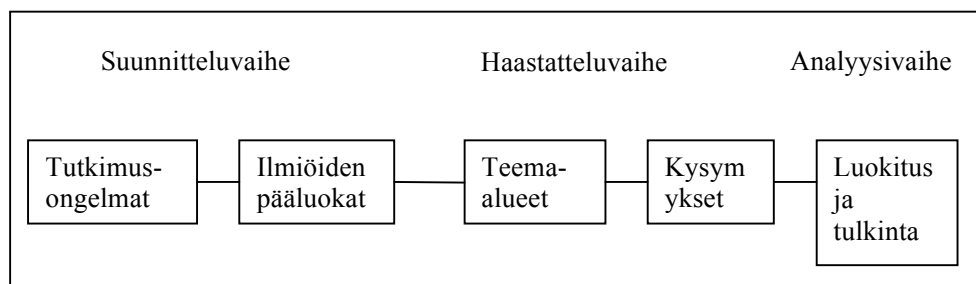 Suunnitteluvaihe
Haastatteluvaihe
Analyysivaihe
Tutkimus-
ongelmat
Ilmiöiden
pääluokat
Teema-
alueet
Kysym
ykset
Luokitus
ja
tulkinta